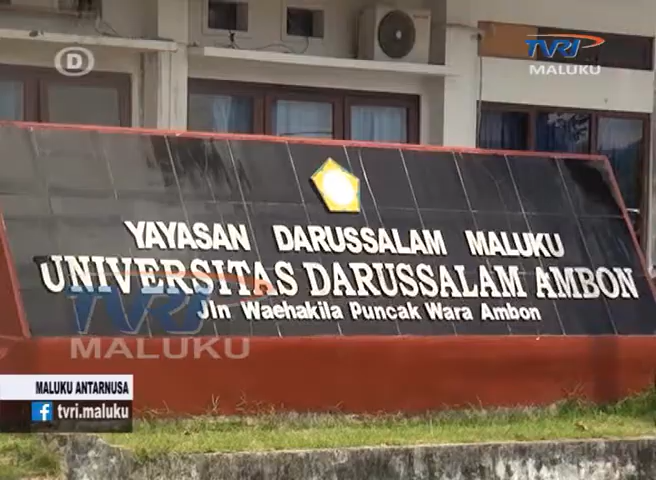 D
TVRI
MALUKU
YAYASAN DARUSSALAM MALUKU
UNIVERSITAS DARUSSALAM AMBON
Jln Waehakila Puncak Wara Ambon
TVRI
MALUKU
MALUKU ANTARNUSA
f tvri.maluku